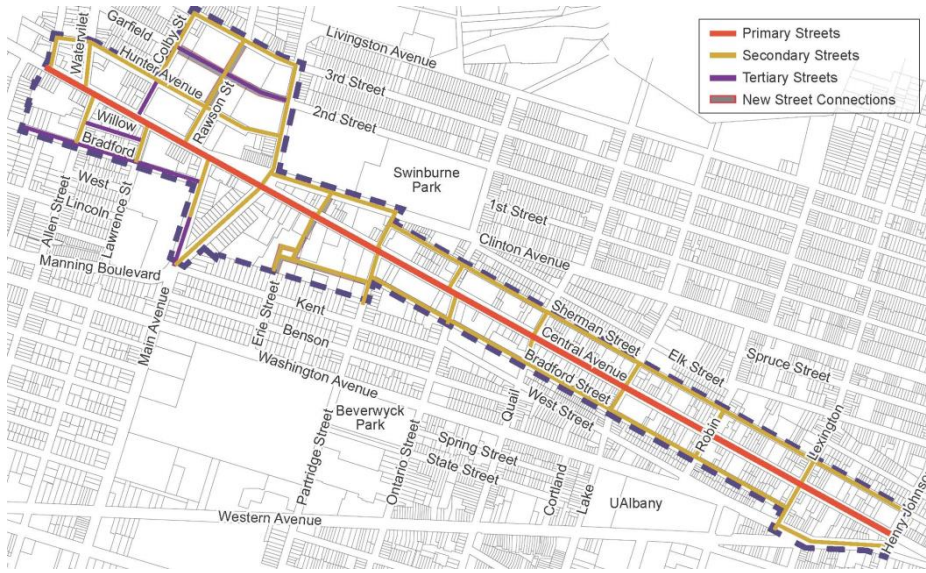 Primary Streets
Secondary Streets
Tertiary Streets
New Street Connections
Watervliet
Garfield
Colby St
Hunter Avenue
Rawson St
Livingston Avenue
3rd Street
2nd Street
Willow
Bradford
West
Lincoln
Allen Street
Lawrence St
Manning Boulevard
Main Avenue
Swinburne
Park
1st Street
Clinton Avenue
Erie Street
Kent
Benson
Washington Avenue
Sherman Street
Central Avenue
Bradford Street
West Street
Elk Street
Spruce Street
Quail
Beverwyck
Park
Partridge Street
Ontario Street
Spring Street
State Street
Cortland
Lake
Robin
Lexington
UAlbany
Western Avenue
Henry Johnson